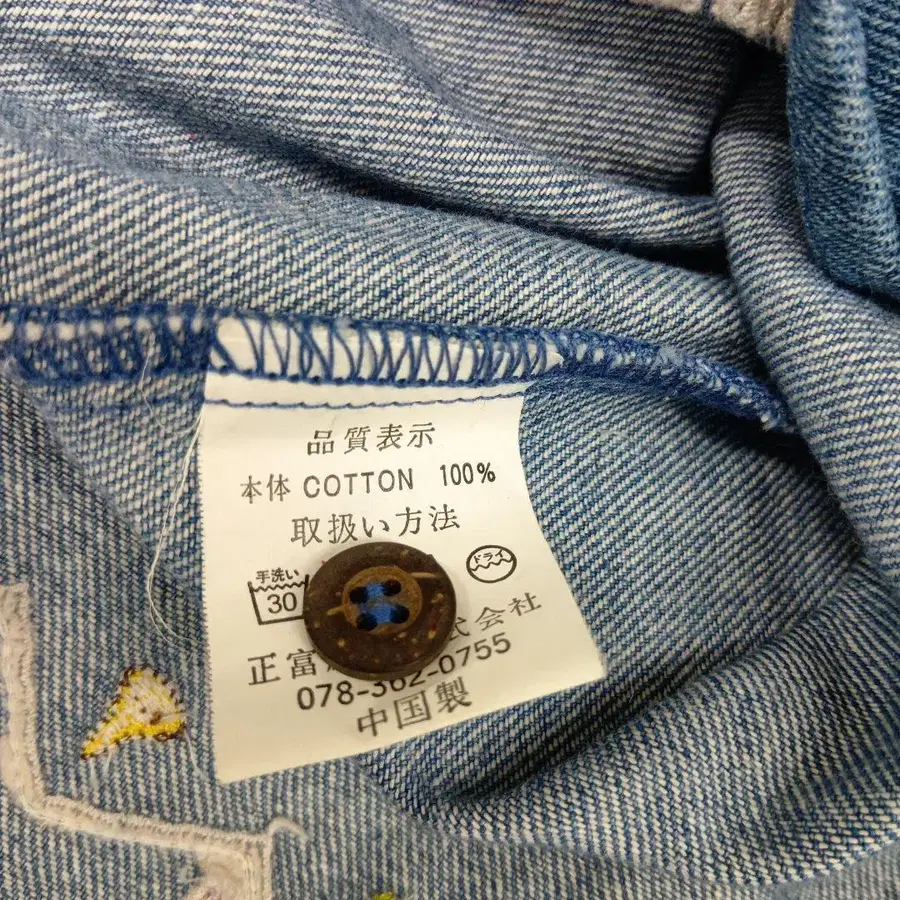 品質表示
本体 COTTON 100%
取扱い方法
手洗い
30
ドライ
正富 式会社
078-362-0755
中国製